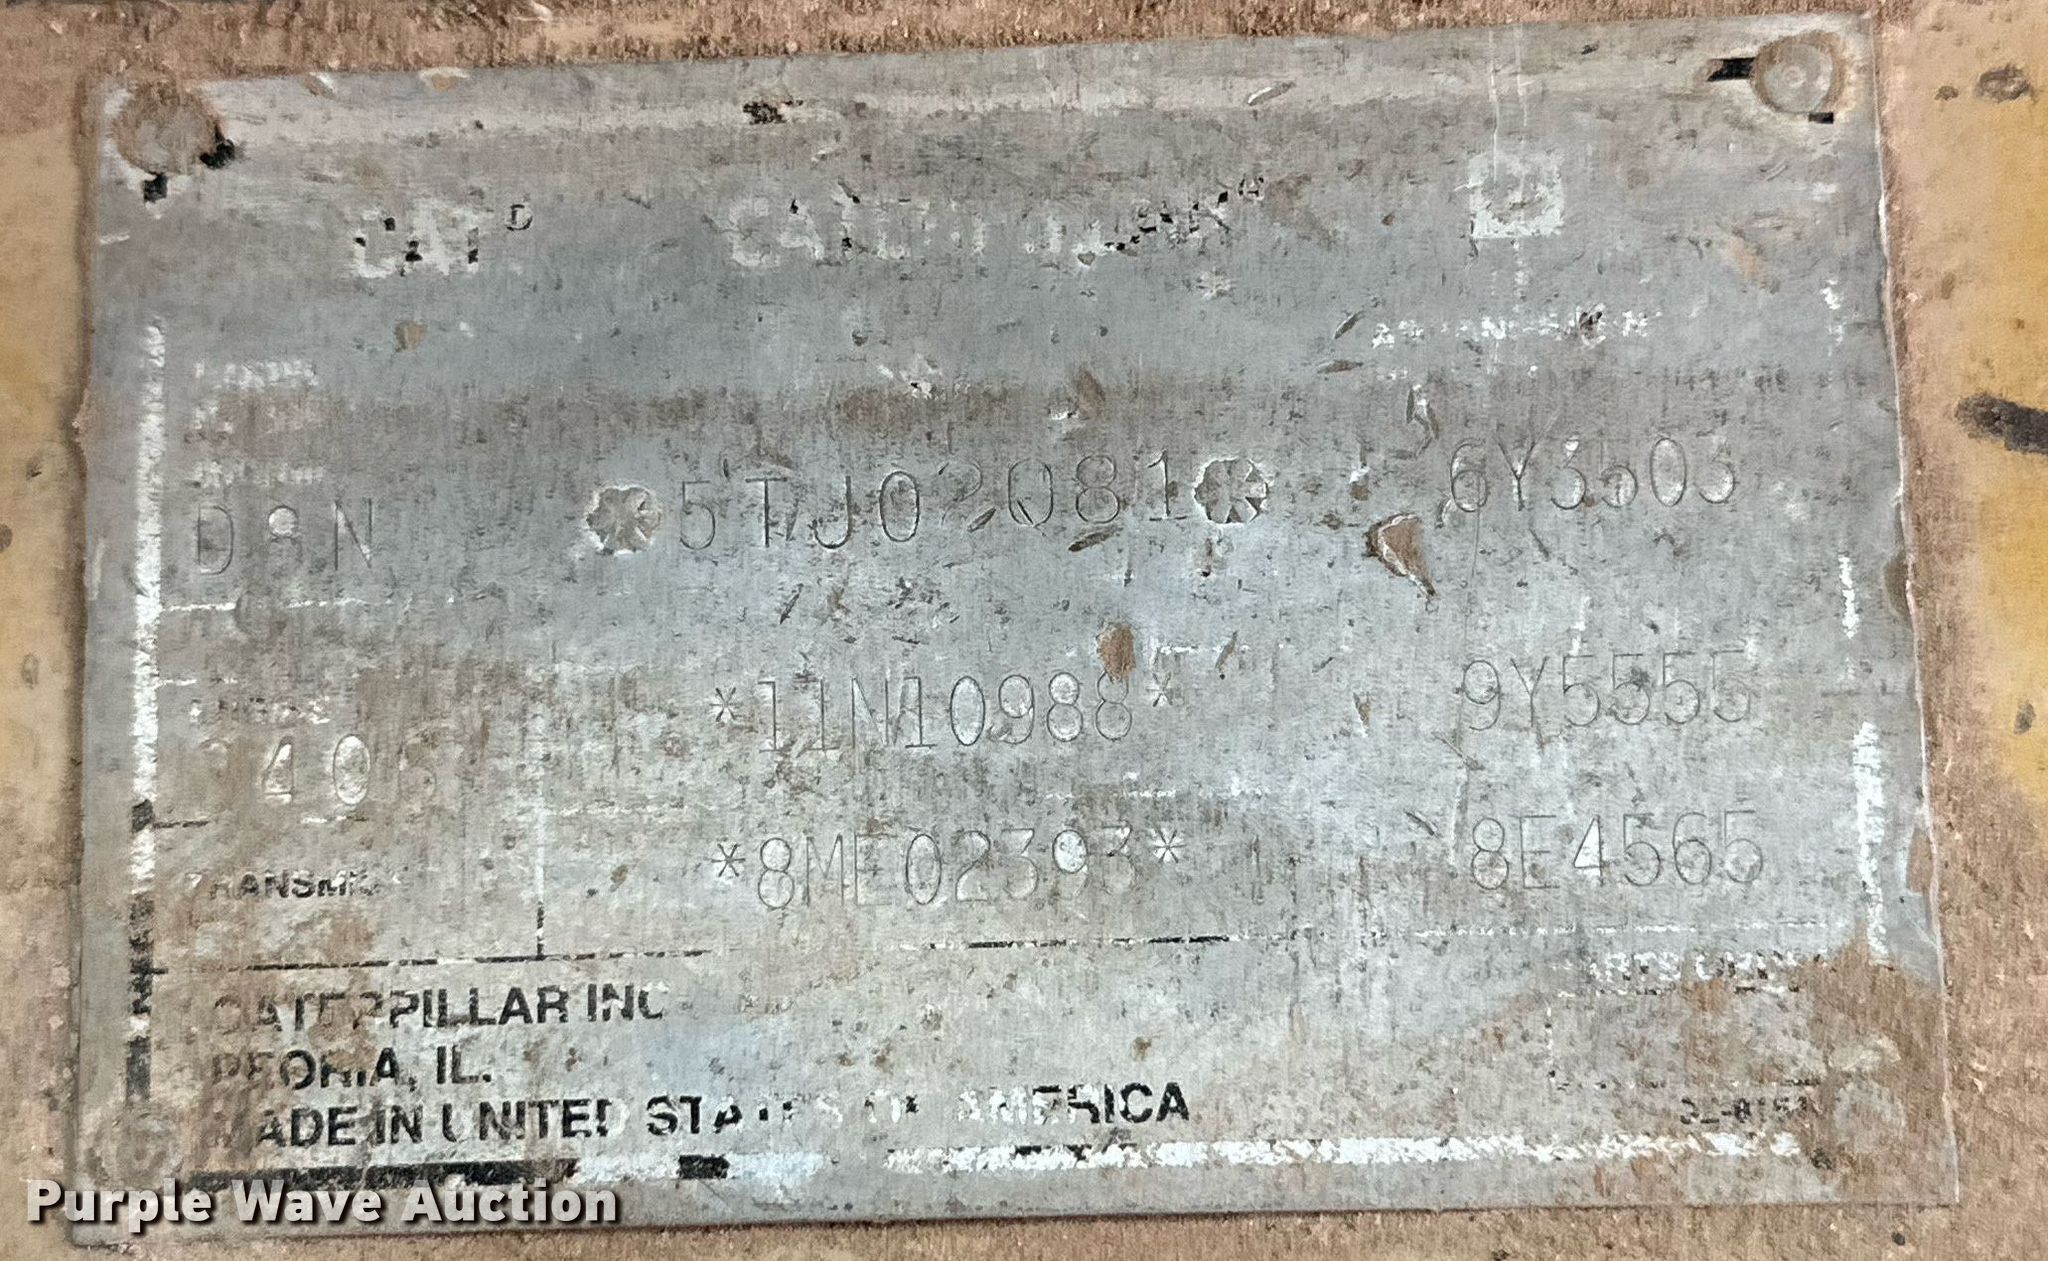 CAT
D8N *5TJ02081* 6Y3503
*11N10988* 9Y5555
*8ME02393* 8E4565
CATERPILLAR INC
PEORIA, IL.
MADE IN UNITED STATES OF AMERICA
Purple Wave Auction